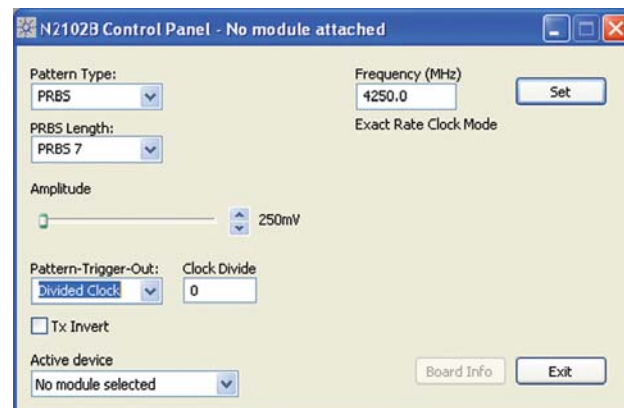 N2102B Control Panel - No module attached
Pattern Type:
PRBS
Frequency (MHz)
4250.0
Set
PRBS Length:
PRBS 7
Exact Rate Clock Mode
Amplitude
250mV
Pattern-Trigger-Out:
Clock Divide
Divided Clock
0
Tx Invert
Active device
No module selected
Board Info
Exit